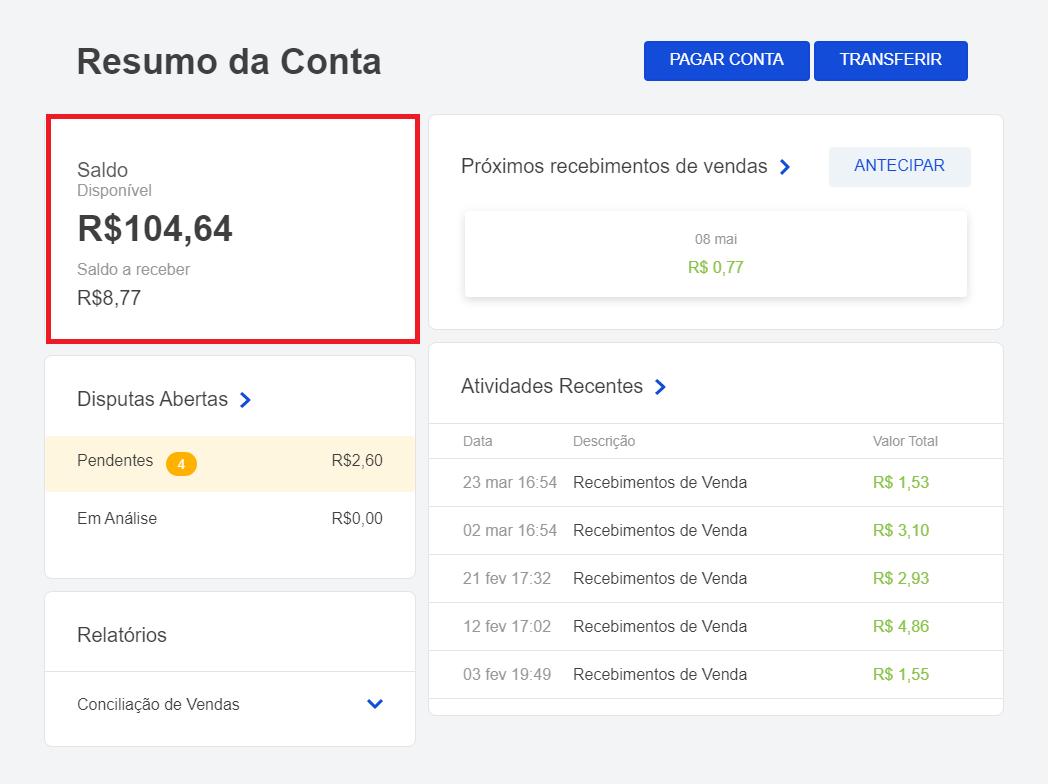 Resumo da Conta
PAGAR CONTA
TRANSFERIR
Saldo
Disponível
R$104,64
Saldo a receber
R$8,77
Próximos recebimentos de vendas
ANTECIPAR
08 mai
R$ 0,77
Disputas Abertas
Pendentes 4 R$2,60
Em Análise R$0,00
Relatórios
Conciliação de Vendas
Atividades Recentes
Data Descrição Valor Total
23 mar 16:54 Recebimentos de Venda R$ 1,53
02 mar 16:54 Recebimentos de Venda R$ 3,10
21 fev 17:32 Recebimentos de Venda R$ 2,93
12 fev 17:02 Recebimentos de Venda R$ 4,86
03 fev 19:49 Recebimentos de Venda R$ 1,55